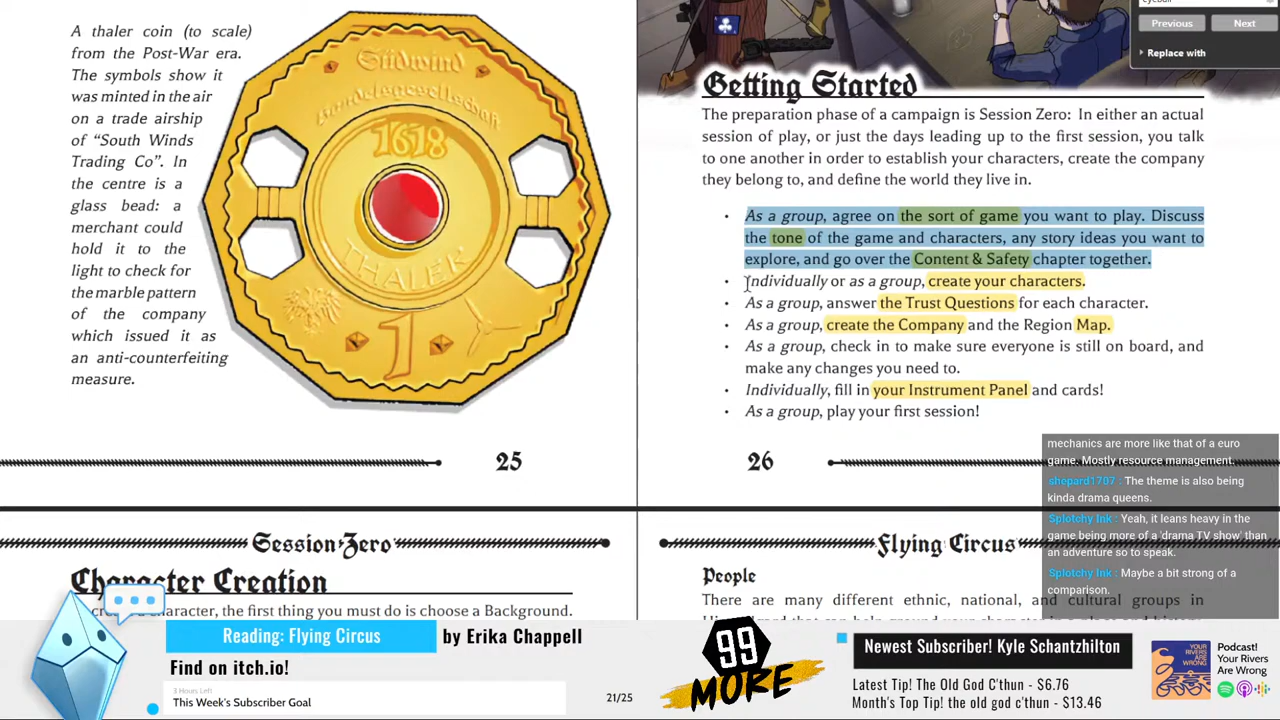 A thaler coin (to scale)
from the Post-War era.
The symbols show it
was minted in the air
on a trade airship
of “South Winds
Trading Co”. In
the centre is a
glass bead: a
merchant could
hold it to the
light to check for
the marble pattern
of the company
which issued it as
an anti-counterfeiting
measure.
Südwind
Handelsgesellschaft
1618
THALER
1
25
Previous
Next
Replace with
Getting Started
The preparation phase of a campaign is Session Zero: In either an actual
session of play, or just the days leading up to the first session, you talk
to one another in order to establish your characters, create the company
they belong to, and define the world they live in.
• As a group, agree on the sort of game you want to play. Discuss
the tone of the game and characters, any story ideas you want to
explore, and go over the Content & Safety chapter together.
• Individually or as a group, create your characters.
• As a group, answer the Trust Questions for each character.
• As a group, create the Company and the Region Map.
• As a group, check in to make sure everyone is still on board, and
make any changes you need to.
• Individually, fill in your Instrument Panel and cards!
• As a group, play your first session!
26
mechanics are more like that of a euro
game. Mostly resource management.
shepard1707 : The theme is also being
kinda drama queens.
Splotchy Ink : Yeah, it leans heavy in the
game being more of a 'drama TV show' than
an adventure so to speak.
Splotchy Ink : Maybe a bit strong of a
comparison.
Session Zero
Character Creation
character, the first thing you must do is choose a Background.
Flying Circus
People
There are many different ethnic, national, and cultural groups in
Reading: Flying Circus
by Erika Chappell
Find on itch.io!
3 Hours Left
This Week's Subscriber Goal
21/25
99
MORE
Newest Subscriber! Kyle Schantzhilton
Latest Tip! The Old God C'thun - $6.76
Month's Top Tip! the old god c'thun - $13.46
YOUR
RIVERS
ARE
WRONG
Podcast!
Your Rivers
Are Wrong